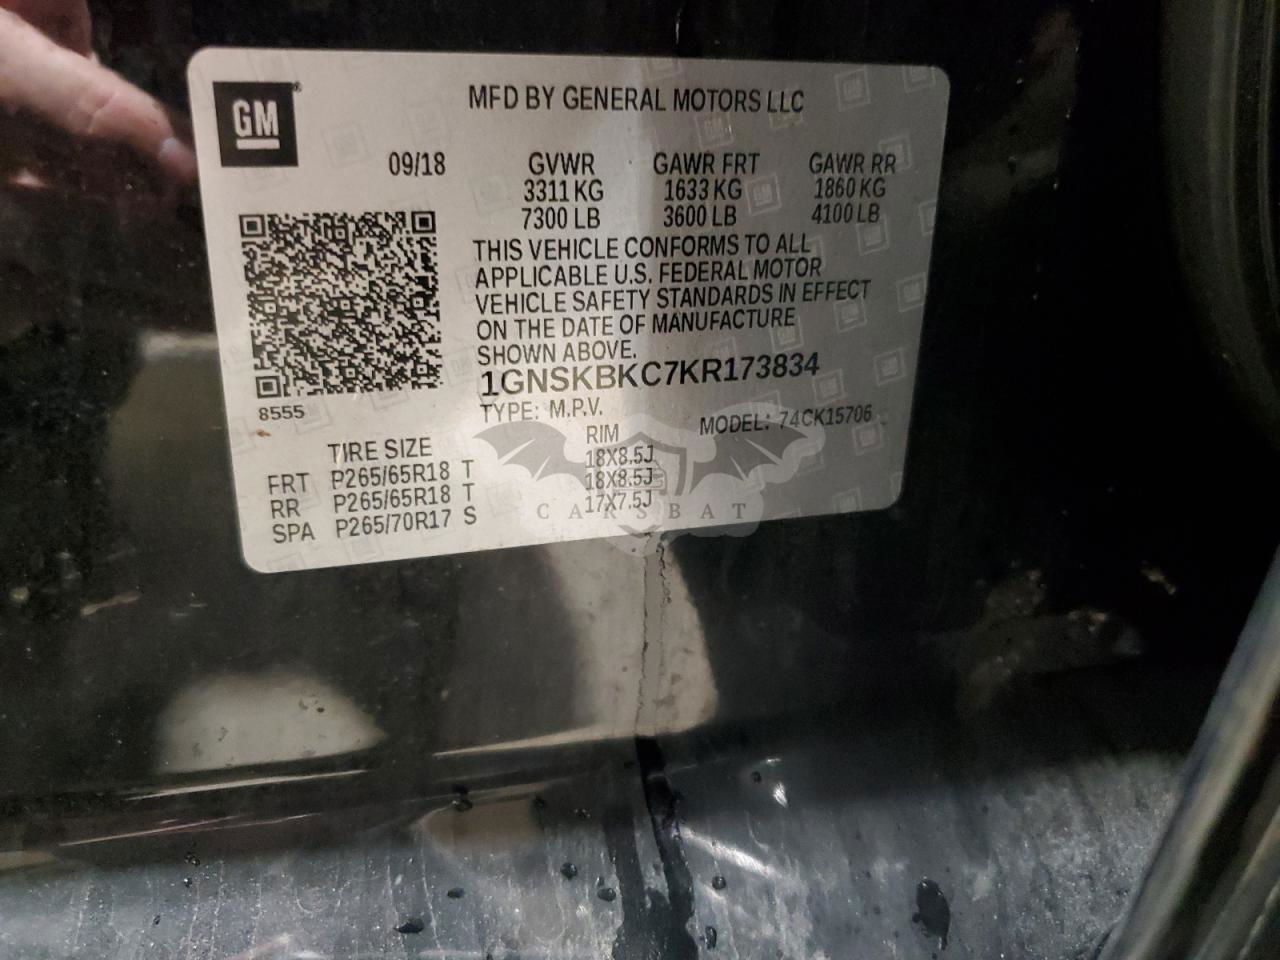 GM
MFD BY GENERAL MOTORS LLC
09/18 GVWR GAWR FRT GAWR RR
3311 KG 1633 KG 1860 KG
7300 LB 3600 LB 4100 LB
THIS VEHICLE CONFORMS TO ALL
APPLICABLE U.S. FEDERAL MOTOR
VEHICLE SAFETY STANDARDS IN EFFECT
ON THE DATE OF MANUFACTURE
SHOWN ABOVE.
1GNSKBKC7KR173834
8555
TYPE: M.P.V. MODEL: 74CK15706
TIRE SIZE RIM
FRT P265/65R18 T 18X8.5J
RR P265/65R18 T 18X8.5J
SPA P265/70R17 S 17X7.5J
CARSBAT